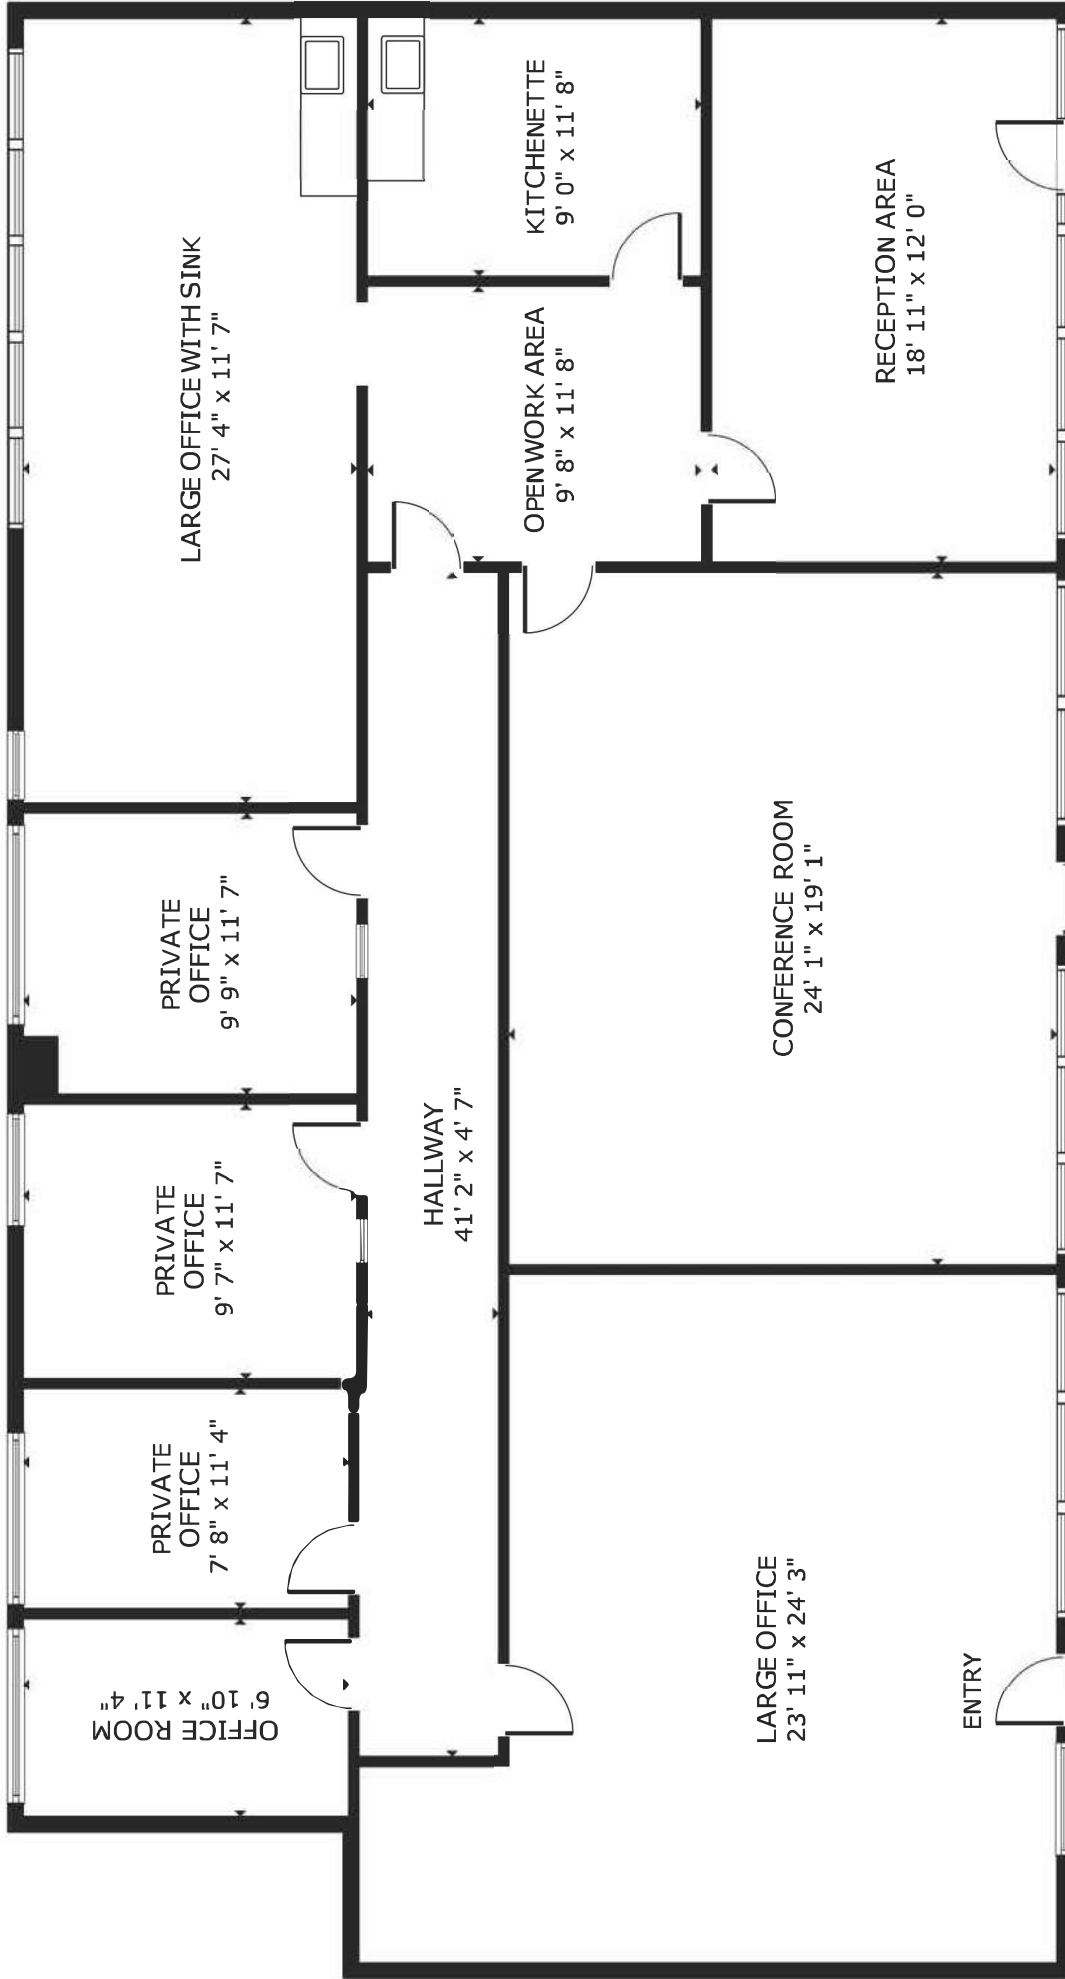 LARGE OFFICE WITH SINK
27' 4" x 11' 7"
KITCHENETTE
9' 0" x 11' 8"
RECEPTION AREA
18' 11" x 12' 0"
OPEN WORK AREA
9' 8" x 11' 8"
PRIVATE
OFFICE
9' 9" x 11' 7"
CONFERENCE ROOM
24' 1" x 19' 1"
HALLWAY
41' 2" x 4' 7"
PRIVATE
OFFICE
9' 7" x 11' 7"
PRIVATE
OFFICE
7' 8" x 11' 4"
OFFICE ROOM
6' 10" x 11' 4"
LARGE OFFICE
23' 11" x 24' 3"
ENTRY